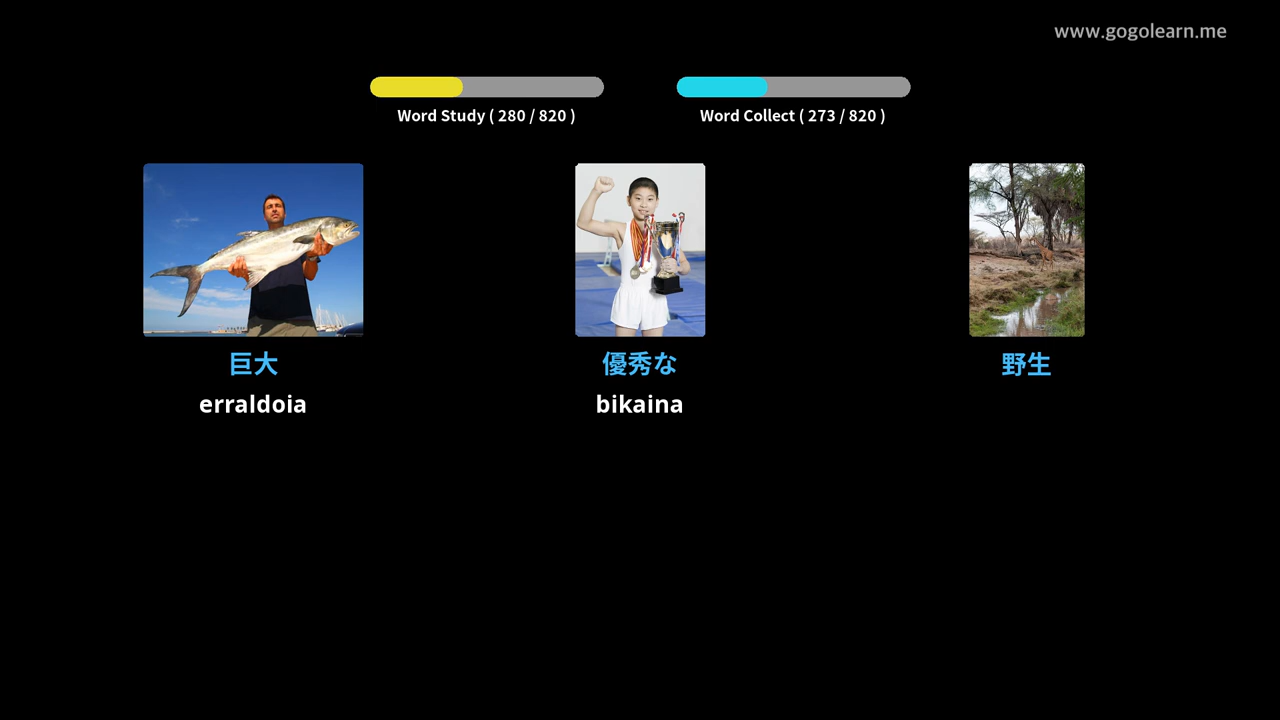 www.gogolearn.me
Word Study ( 280 / 820 )
Word Collect ( 273 / 820 )
巨大
優秀な
野生
erraldoia
bikaina